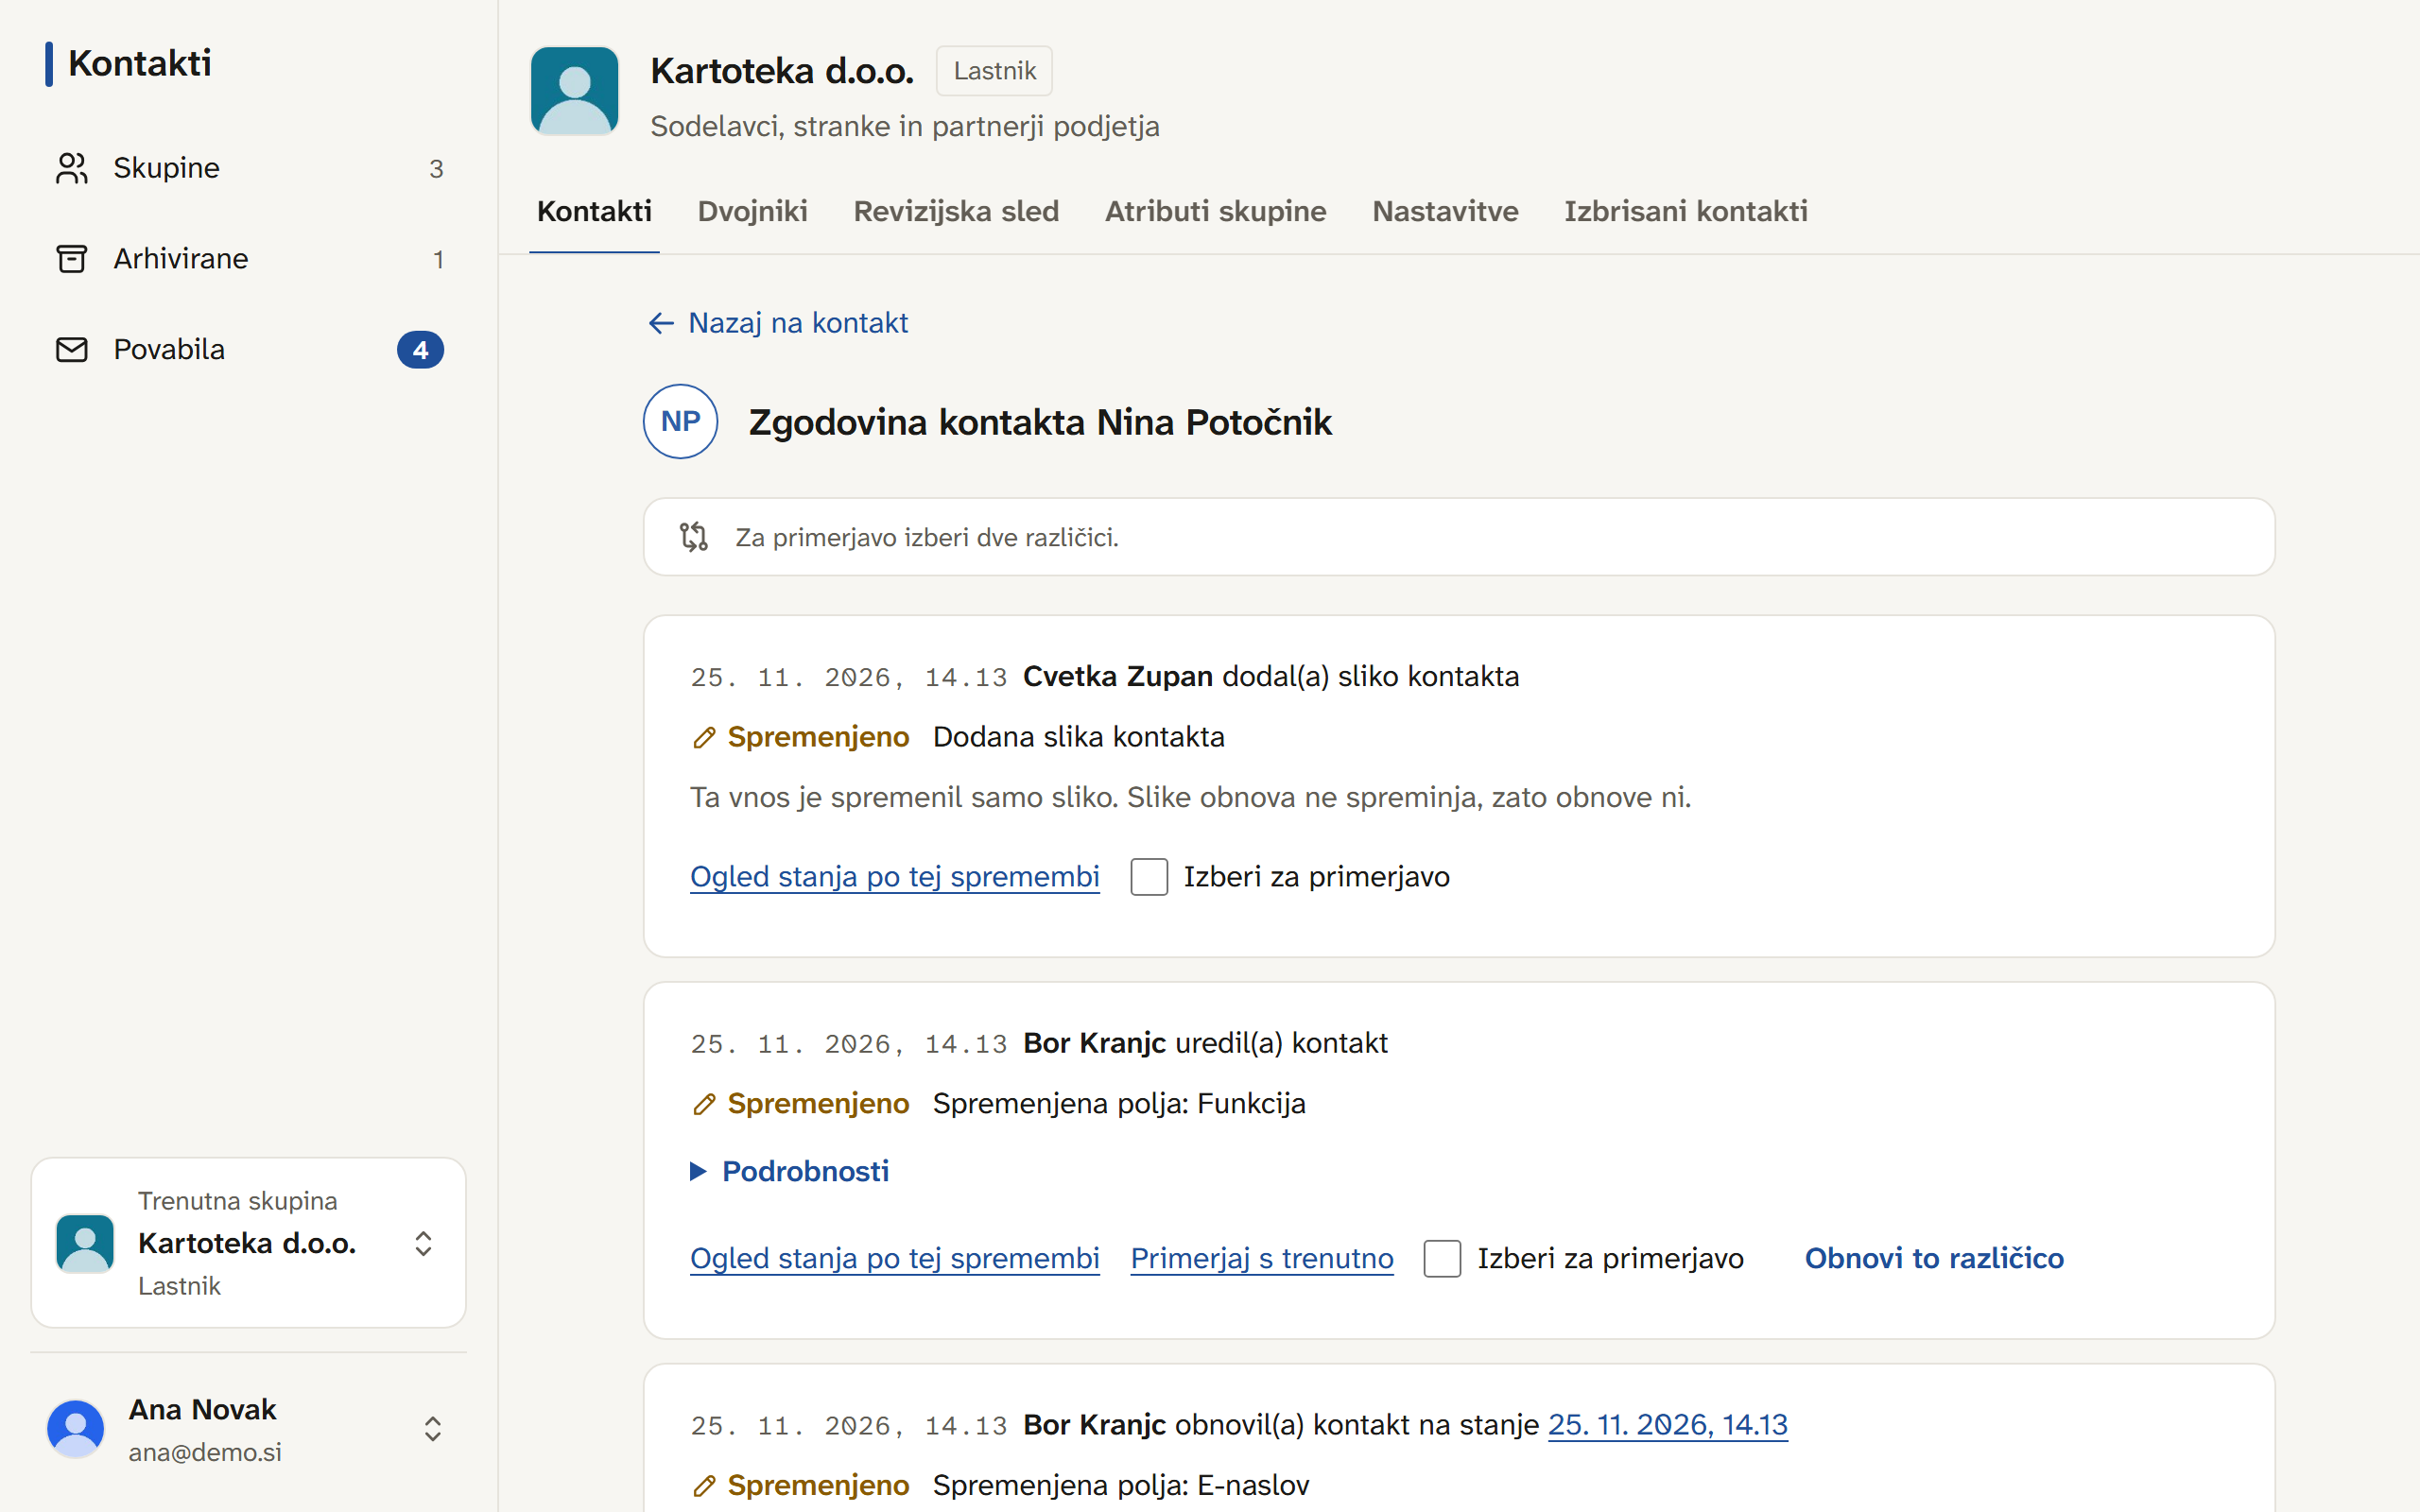 Kontakti
Skupine 3
Arhivirane 1
Povabila 4
Trenutna skupina
Kartoteka d.o.o.
Lastnik
Ana Novak
ana@demo.si
Kartoteka d.o.o. Lastnik
Sodelavci, stranke in partnerji podjetja
Kontakti Dvojniki Revizijska sled Atributi skupine Nastavitve Izbrisani kontakti
Nazaj na kontakt
NP Zgodovina kontakta Nina Potočnik
Za primerjavo izberi dve različici.
25. 11. 2026, 14.13 Cvetka Zupan dodal(a) sliko kontakta
Spremenjeno Dodana slika kontakta
Ta vnos je spremenil samo sliko. Slike obnova ne spreminja, zato obnove ni.
Ogled stanja po tej spremembi Izberi za primerjavo
25. 11. 2026, 14.13 Bor Kranjc uredil(a) kontakt
Spremenjeno Spremenjena polja: Funkcija
Podrobnosti
Ogled stanja po tej spremembi Primerjaj s trenutno Izberi za primerjavo Obnovi to različico
25. 11. 2026, 14.13 Bor Kranjc obnovil(a) kontakt na stanje 25. 11. 2026, 14.13
Spremenjeno Spremenjena polja: E-naslov